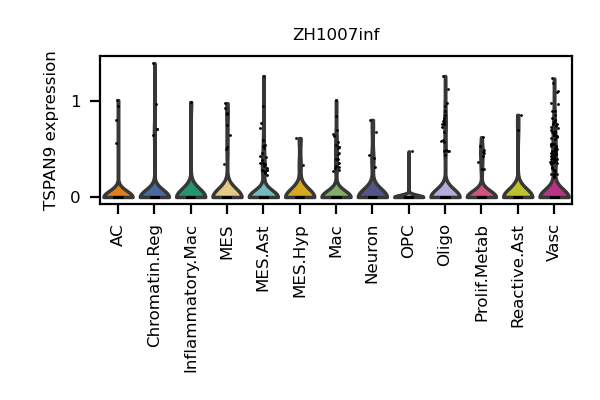 ZH1007inf
TSPAN9 expression
1
0
AC
Chromatin.Reg
Inflammatory.Mac
MES
MES.Ast
MES.Hyp
Mac
Neuron
OPC
Oligo
Prolif.Metab
Reactive.Ast
Vasc